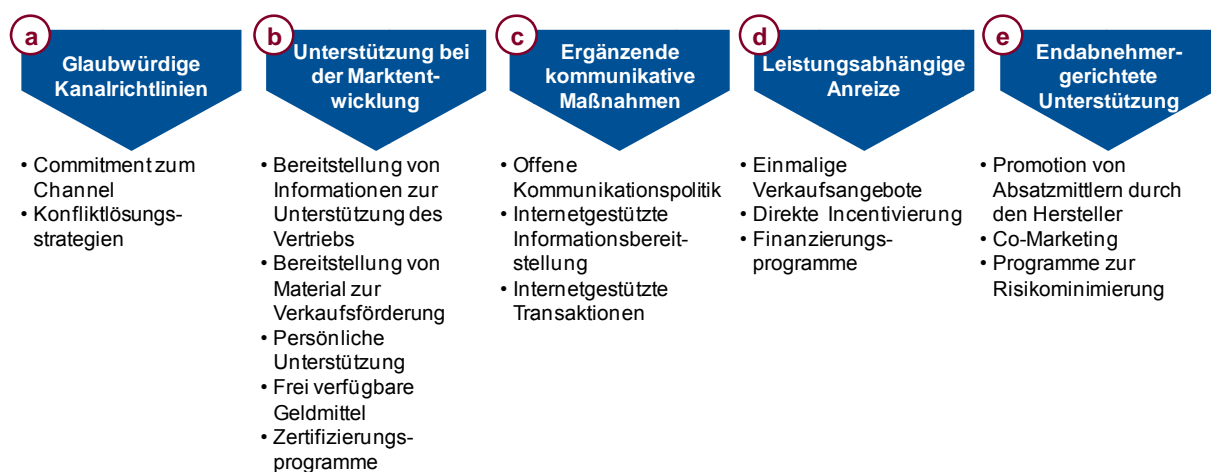 a
Glaubwürdige
Kanalrichtlinien
• Commitment zum
Channel
• Konfliktlösungs-
strategien
b
Unterstützung bei
der Marktent-
wicklung
• Bereitstellung von
Informationen zur
Unterstützung des
Vertriebs
• Bereitstellung von
Material zur
Verkaufsförderung
• Persönliche
Unterstützung
• Frei verfügbare
Geldmittel
• Zertifizierungs-
programme
c
Ergänzende
kommunikative
Maßnahmen
• Offene
Kommunikationspolitik
• Internetgestützte
Informationsbereit-
stellung
• Internetgestützte
Transaktionen
d
Leistungsabhängige
Anreize
• Einmalige
Verkaufsangebote
• Direkte Incentivierung
• Finanzierungs-
programme
e
Endabnehmer-
gerichtete
Unterstützung
• Promotion von
Absatzmittlern durch
den Hersteller
• Co-Marketing
• Programme zur
Risikominimierung